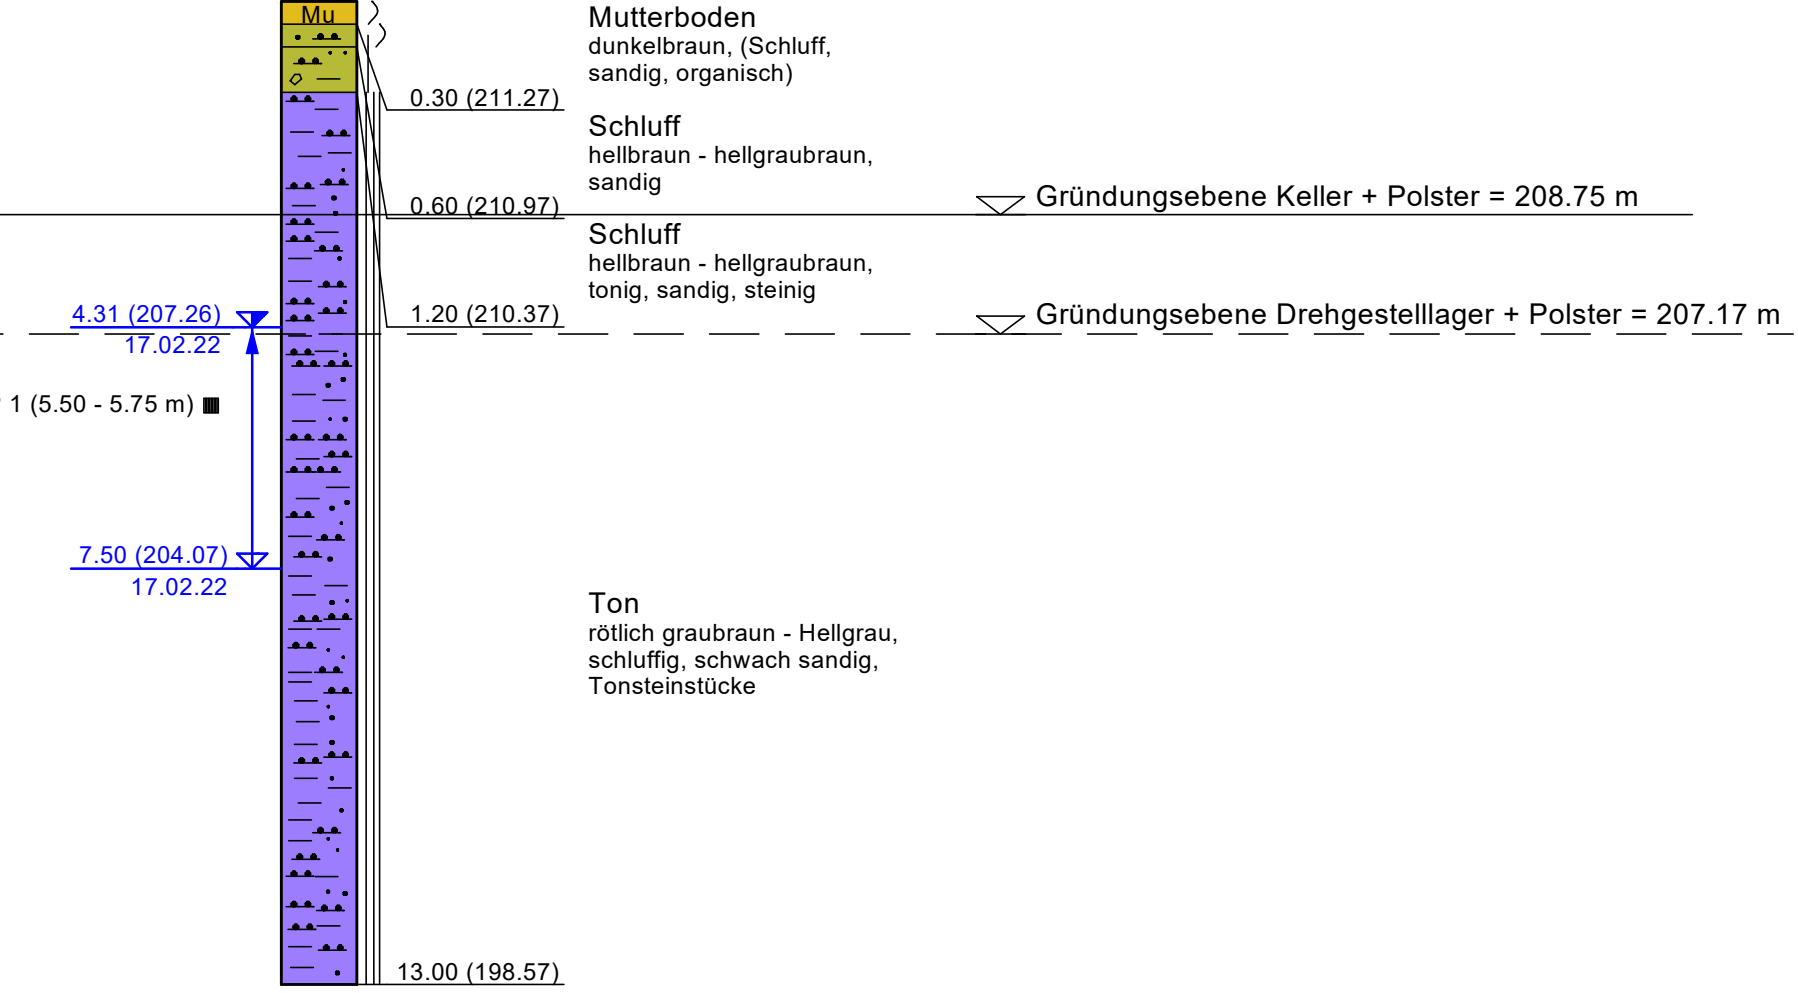 Mu
Mutterboden
dunkelbraun, (Schluff,
sandig, organisch)
0.30 (211.27)
Schluff
hellbraun - hellgraubraun,
sandig
0.60 (210.97)
Gründungsebene Keller + Polster = 208.75 m
Schluff
hellbraun - hellgraubraun,
tonig, sandig, steinig
1.20 (210.37)
Gründungsebene Drehgestelllager + Polster = 207.17 m
4.31 (207.26)
17.02.22
1 (5.50 - 5.75 m)
7.50 (204.07)
17.02.22
Ton
rötlich graubraun - Hellgrau,
schluffig, schwach sandig,
Tonsteinstücke
13.00 (198.57)